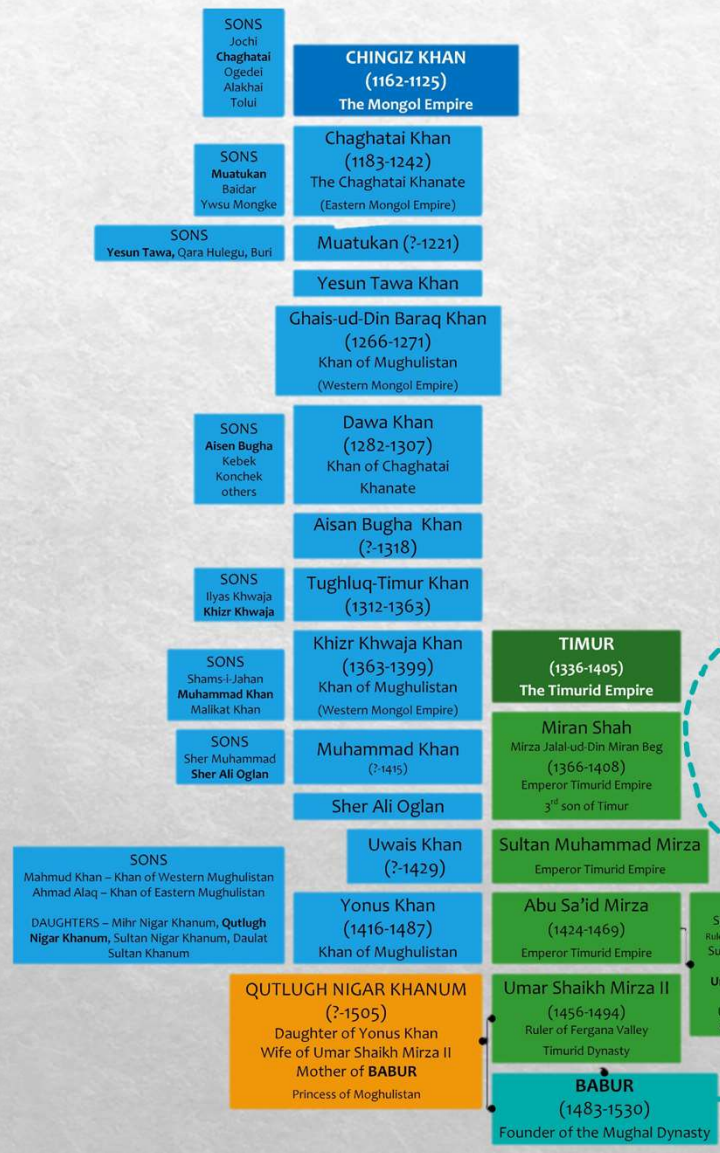 SONS
Jochi
Chaghatai
Ogedei
Alakhai
Tolui
CHINGIZ KHAN
(1162-1125)
The Mongol Empire
SONS
Muatukan
Baidar
Ywsu Mongke
Chaghatai Khan
(1183-1242)
The Chaghatai Khanate
(Eastern Mongol Empire)
SONS
Yesun Tawa, Qara Hulegu, Buri
Muatukan (?-1221)
Yesun Tawa Khan
Ghais-ud-Din Baraq Khan
(1266-1271)
Khan of Mughulistan
(Western Mongol Empire)
SONS
Aisen Bugha
Kebek
Konchek
others
Dawa Khan
(1282-1307)
Khan of Chaghatai
Khanate
Aisan Bugha Khan
(?-1318)
SONS
Ilyas Khwaja
Khizr Khwaja
Tughluq-Timur Khan
(1312-1363)
SONS
Shams-i-Jahan
Muhammad Khan
Malikat Khan
Khizr Khwaja Khan
(1363-1399)
Khan of Mughulistan
(Western Mongol Empire)
TIMUR
(1336-1405)
The Timurid Empire
SONS
Sher Muhammad
Sher Ali Oglan
Muhammad Khan
(?-1415)
Miran Shah
Mirza Jalal-ud-Din Miran Beg
(1366-1408)
Emperor Timurid Empire
3rd son of Timur
Sher Ali Oglan
Uwais Khan
(?-1429)
Sultan Muhammad Mirza
Emperor Timurid Empire
SONS
Mahmud Khan – Khan of Western Mughulistan
Ahmad Alaq – Khan of Eastern Mughulistan
DAUGHTERS – Mihr Nigar Khanum, Qutlugh
Nigar Khanum, Sultan Nigar Khanum, Daulat
Sultan Khanum
Yonus Khan
(1416-1487)
Khan of Mughulistan
Abu Sa'id Mirza
(1424-1469)
Emperor Timurid Empire
QUTLUGH NIGAR KHANUM
(?-1505)
Daughter of Yonus Khan
Wife of Umar Shaikh Mirza II
Mother of BABUR
Princess of Moghulistan
Umar Shaikh Mirza II
(1456-1494)
Ruler of Fergana Valley
Timurid Dynasty
BABUR
(1483-1530)
Founder of the Mughal Dynasty